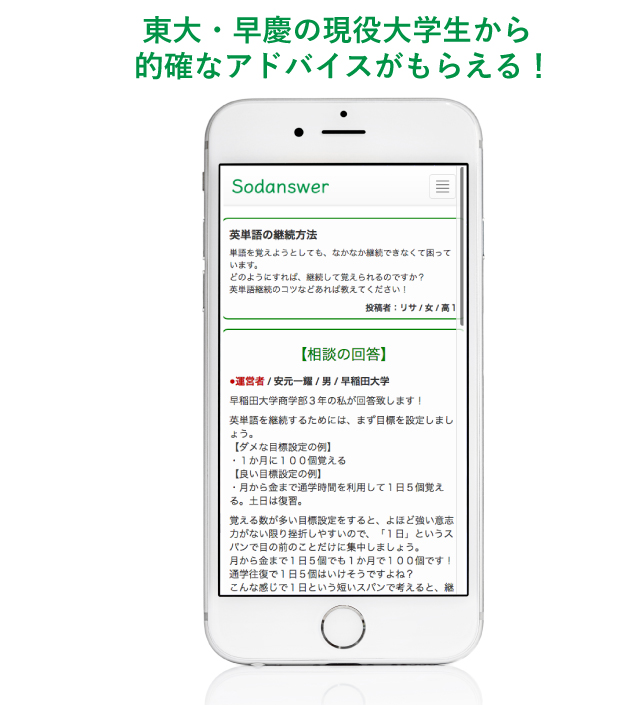 東大・早慶の現役大学生から
的確なアドバイスがもらえる！
Sodanswer
英単語の継続方法
単語を覚えようとしても、なかなか継続できなくて困って
います。
どのようにすれば、継続して覚えられるのですか？
英単語継続のコツなどあれば教えてください！
投稿者：リサ / 女 / 高１
【相談の回答】
●運営者 / 安元一耀 / 男 / 早稲田大学
早稲田大学商学部３年の私が回答致します！
英単語を継続するためには、まず目標を設定しまし
ょう。
【ダメな目標設定の例】
・１か月に１００個覚える
【良い目標設定の例】
・月から金まで通学時間を利用して１日５個覚え
る。土日は復習。
覚える数が多い目標設定をすると、よほど強い意志
力がない限り挫折しやすいので、「１日」というス
パンで目の前のことだけに集中しましょう。
月から金まで１日５個でも１か月で１００個です！
通学往復で１日５個はいけそうですよね？
こんな感じで１日という短いスパンで考えると、継